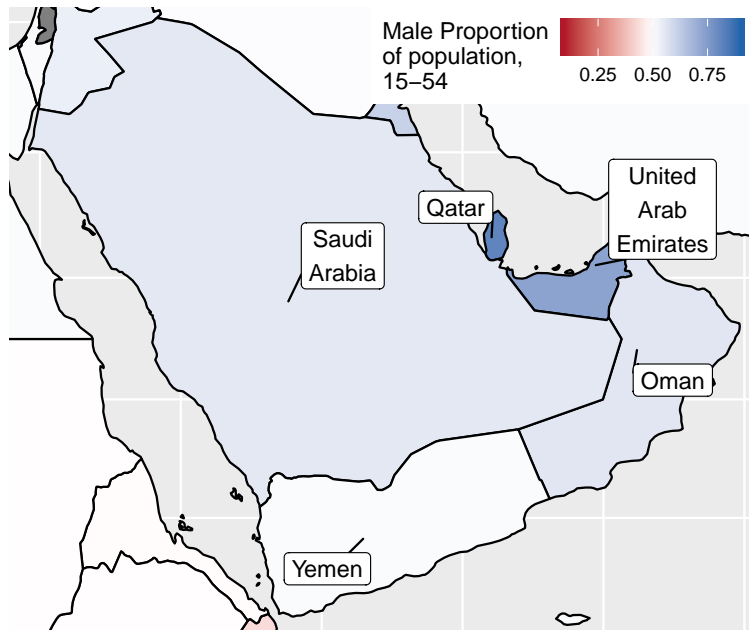 Male Proportion
of population,
15−54
0.25 0.50 0.75
United
Arab
Emirates
Qatar
Saudi
Arabia
Oman
Yemen